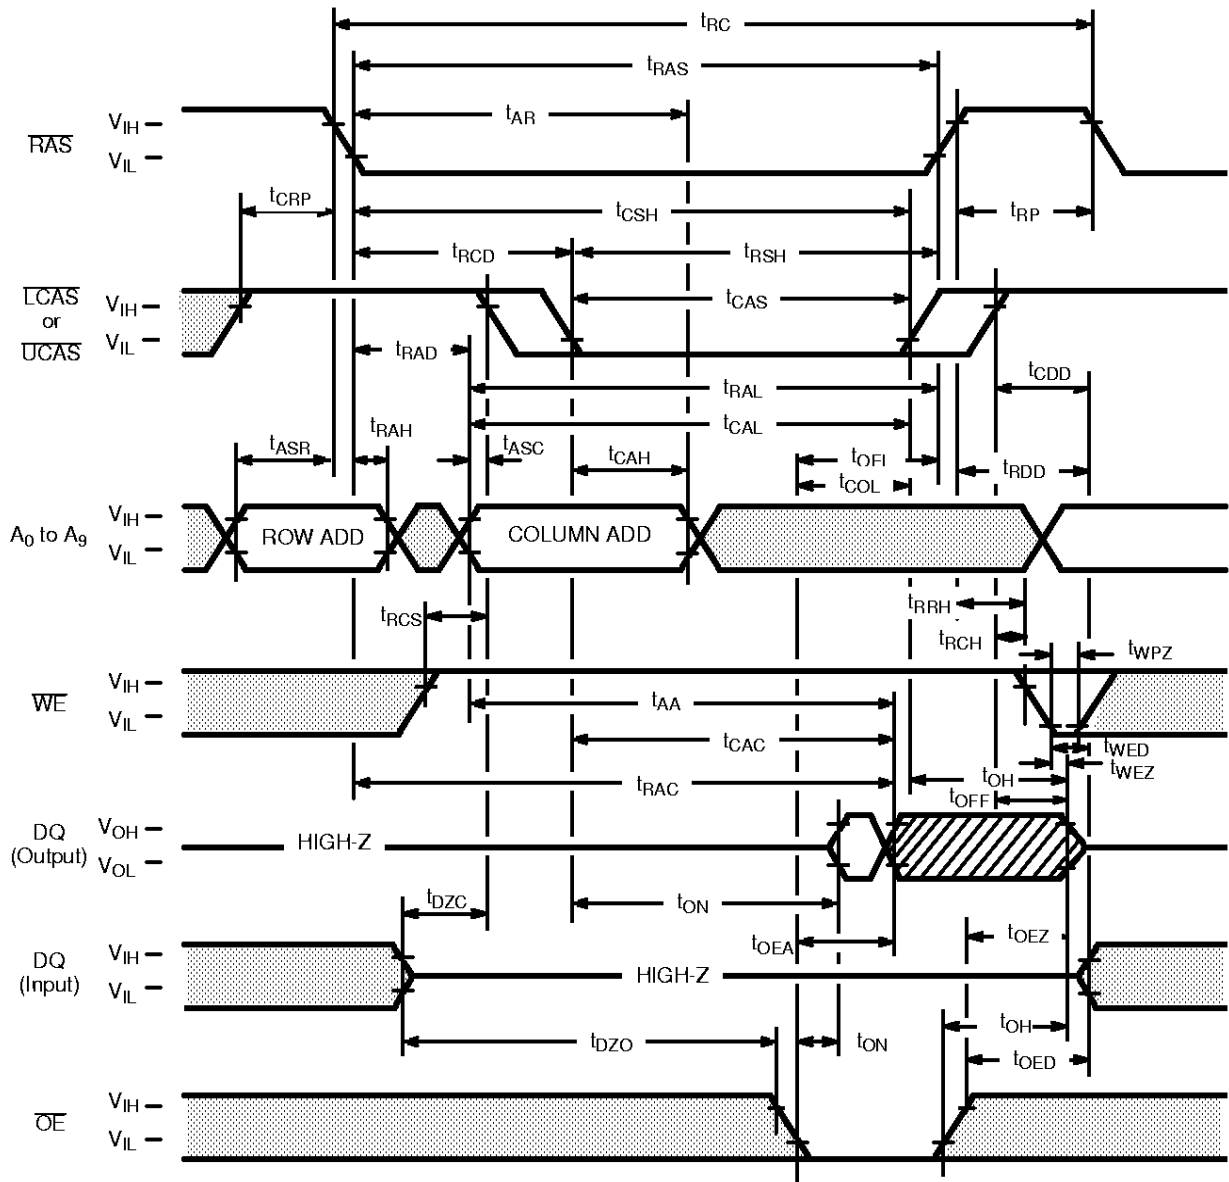 tRC
tRAS
tAR
RAS
VIH
VIL
tCRP
tCSH
tRP
tRCD
tRSH
LCAS
or
UCAS
VIH
VIL
tCAS
tRAD
tCDD
tRAL
tCAL
tASR
tRAH
tASC
tCAH
tOEL
tCOL
tRDD
A0 to A9
VIH
VIL
ROW ADD
COLUMN ADD
tRCS
tRRH
tRCH
tWPZ
WE
VIH
VIL
tAA
tCAC
tRAC
tWED
tWEZ
tOH
tOFF
DQ
(Output)
VOH
VOL
HIGH-Z
tDZC
tON
tOEA
tOEZ
DQ
(Input)
VIH
VIL
HIGH-Z
tDZO
tON
tOH
tOED
OE
VIH
VIL